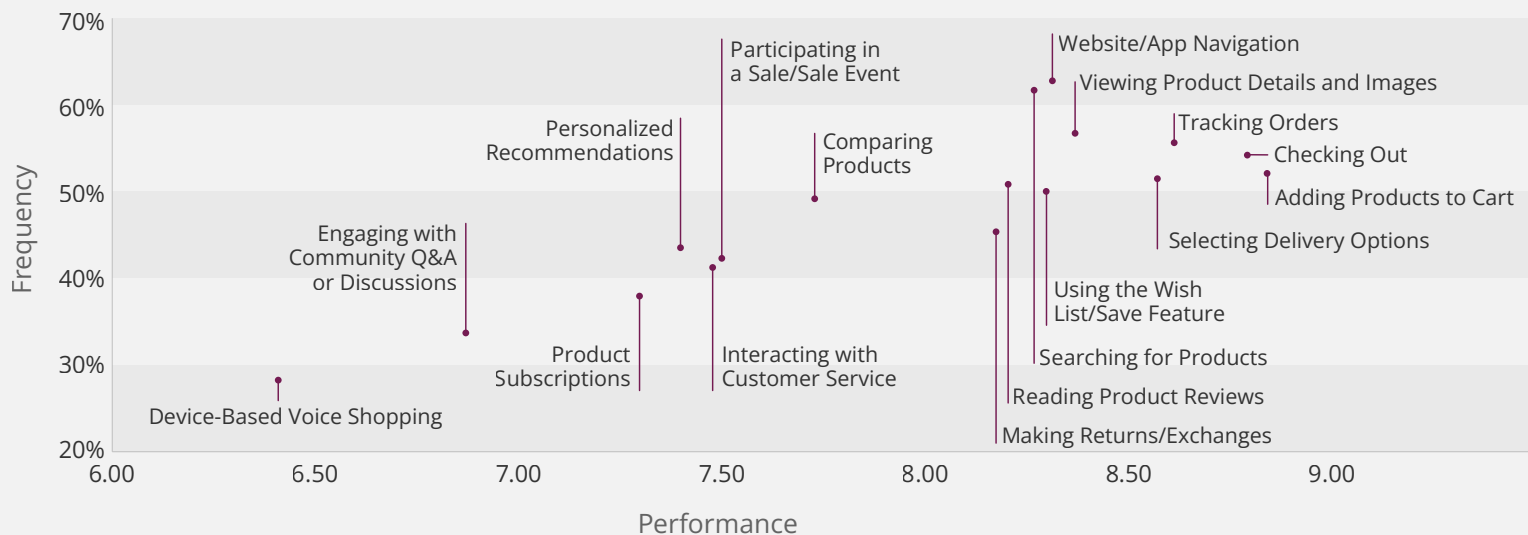 70%
60%
50%
40%
30%
20%
Frequency
Participating in
a Sale/Sale Event
Website/App Navigation
Viewing Product Details and Images
Personalized
Recommendations
Comparing
Products
Tracking Orders
Checking Out
Adding Products to Cart
Engaging with
Community Q&A
or Discussions
Selecting Delivery Options
Using the Wish
List/Save Feature
Product
Subscriptions
Interacting with
Customer Service
Searching for Products
Reading Product Reviews
Device-Based Voice Shopping
Making Returns/Exchanges
6.00
6.50
7.00
7.50
8.00
8.50
9.00
Performance